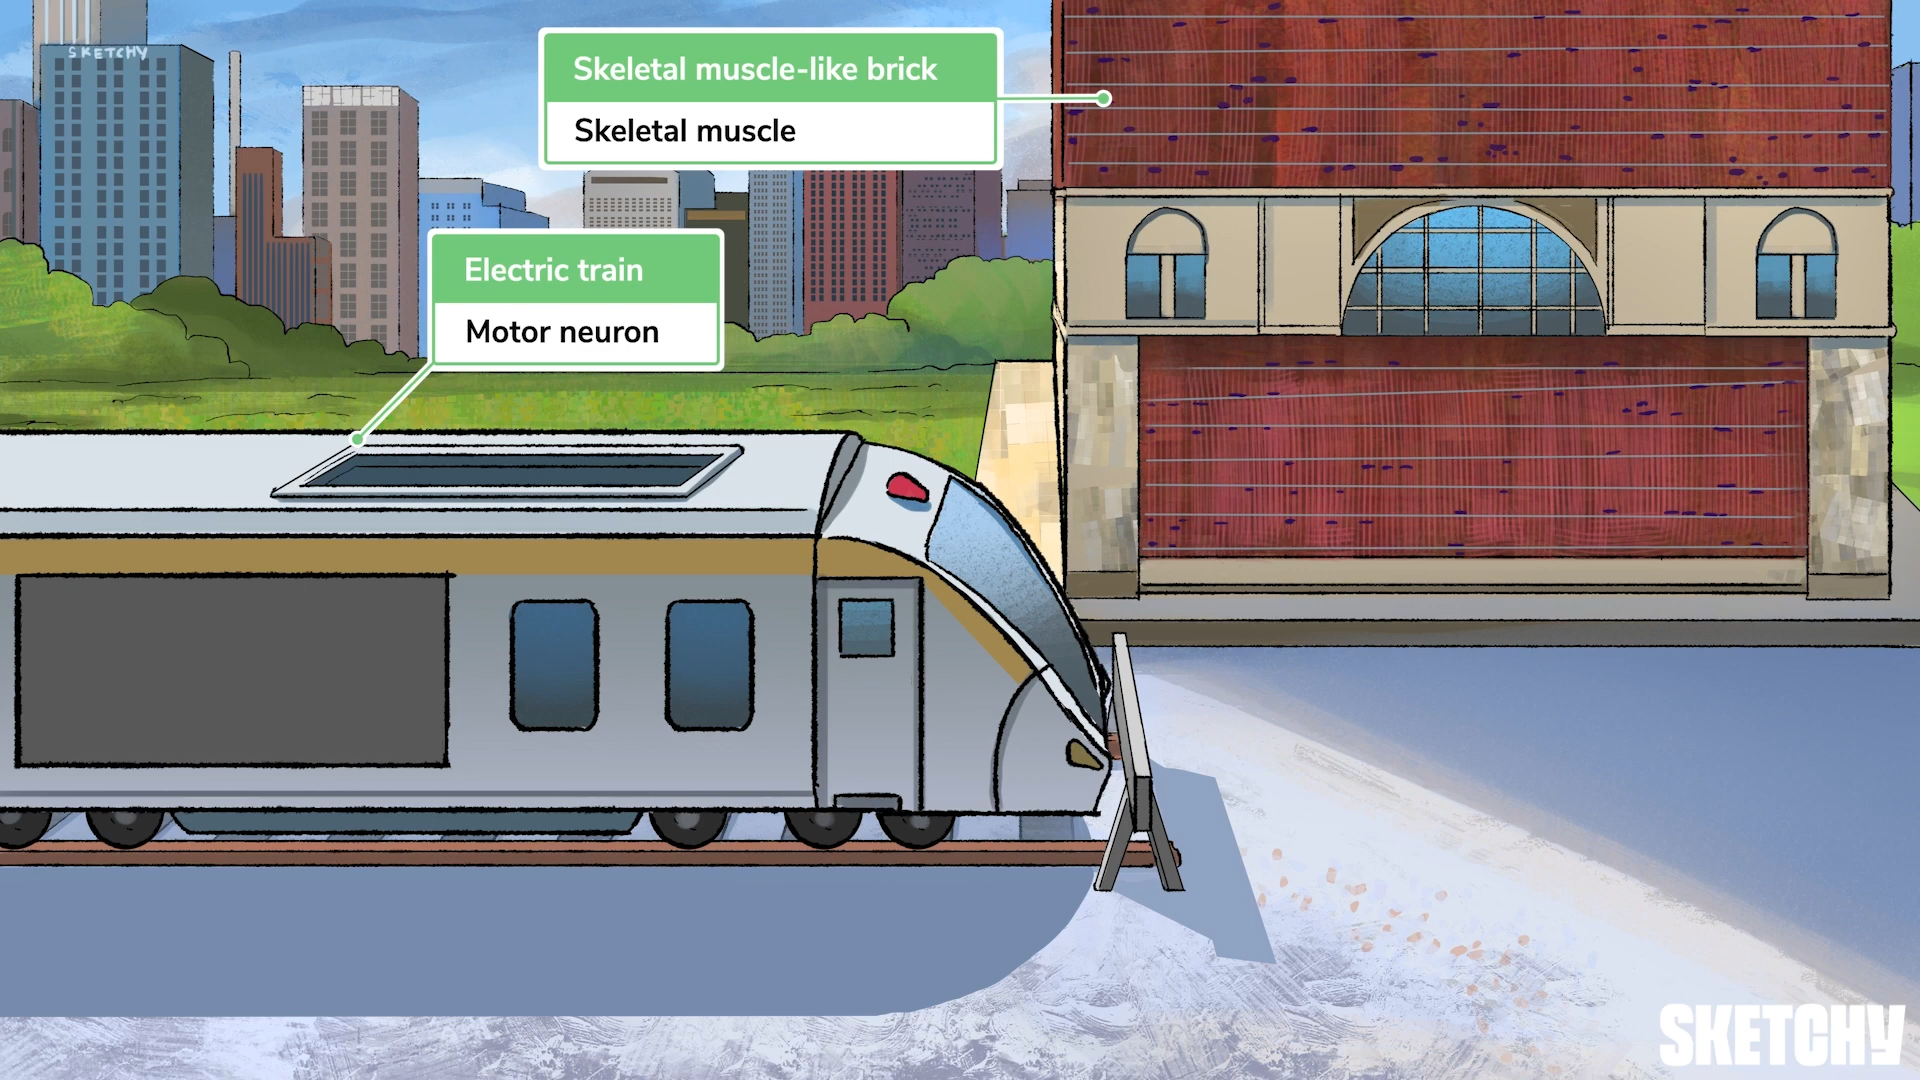 SKETCHY
Skeletal muscle-like brick
Skeletal muscle
Electric train
Motor neuron
SKETCHY